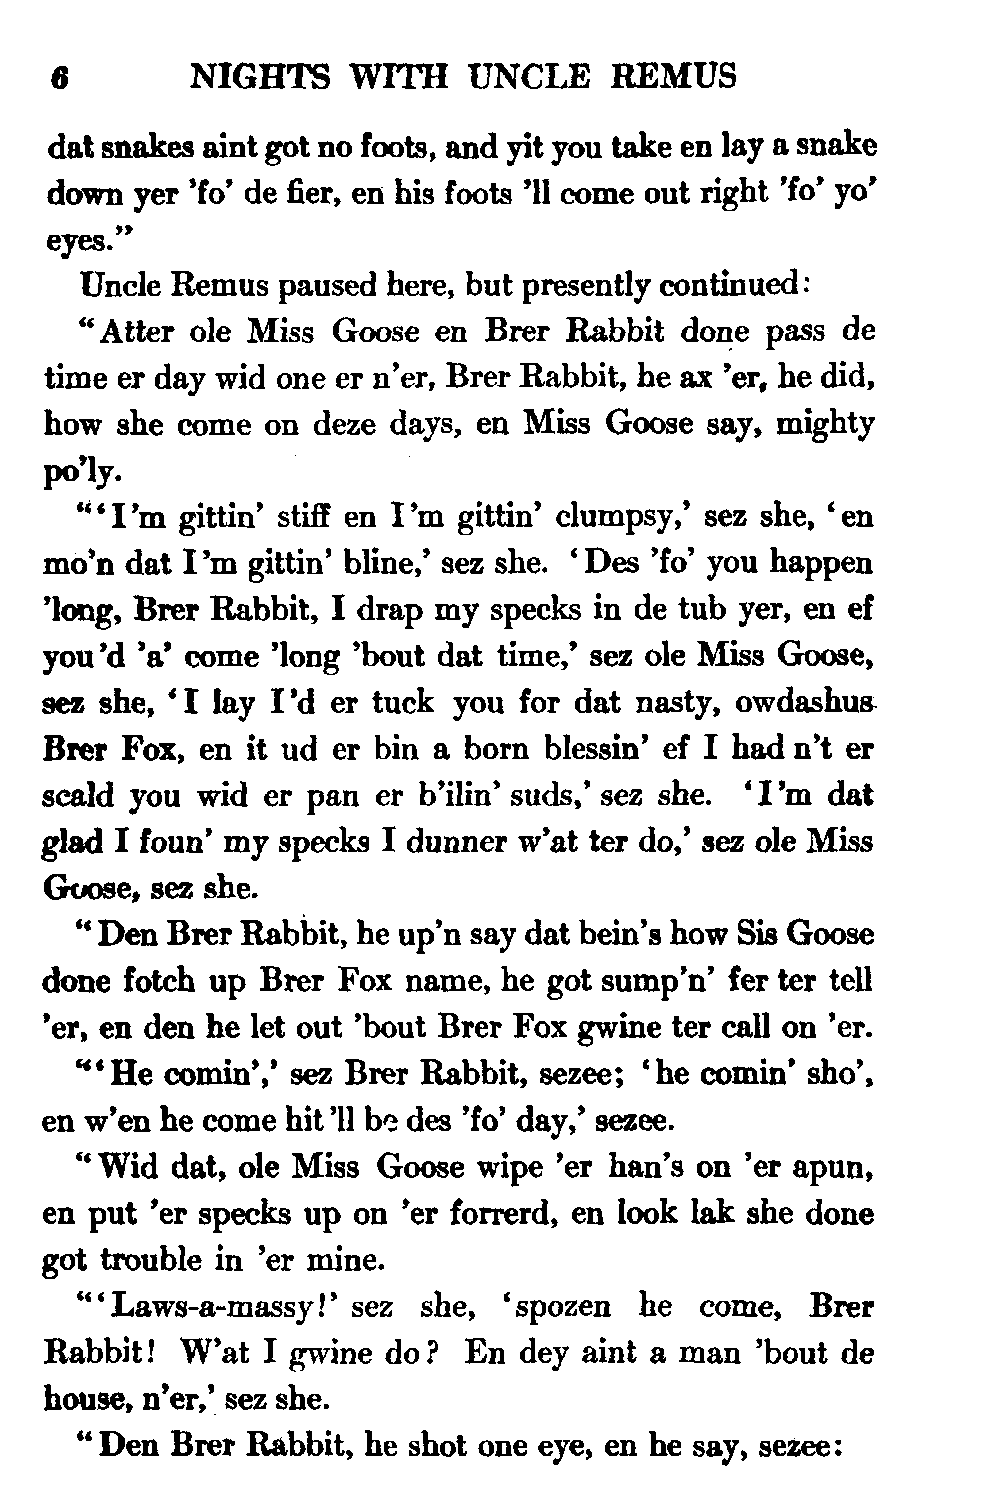 6 NIGHTS WITH UNCLE REMUS
dat snakes aint got no foots, and yit you take en lay a snake
down yer 'fo' de fier, en his foots 'll come out right 'fo' yo'
eyes."
Uncle Remus paused here, but presently continued:
"Atter ole Miss Goose en Brer Rabbit done pass de
time er day wid one er n'er, Brer Rabbit, he ax 'er, he did,
how she come on deze days, en Miss Goose say, mighty
po'ly.
"'I'm gittin' stiff en I'm gittin' clumpsy,' sez she, 'en
mo'n dat I'm gittin' bline,' sez she. 'Des 'fo' you happen
'long, Brer Rabbit, I drap my specks in de tub yer, en ef
you'd 'a' come 'long 'bout dat time,' sez ole Miss Goose,
sez she, 'I lay I'd er tuck you for dat nasty, owdashus
Brer Fox, en it ud er bin a born blessin' ef I had n't er
scald you wid er pan er b'ilin' suds,' sez she. 'I'm dat
glad I foun' my specks I dunner w'at ter do,' sez ole Miss
Goose, sez she.
"Den Brer Rabbit, he up'n say dat bein's how Sis Goose
done fotch up Brer Fox name, he got sump'n' fer ter tell
'er, en den he let out 'bout Brer Fox gwine ter call on 'er.
"'He comin',' sez Brer Rabbit, sezee; 'he comin' sho',
en w'en he come hit 'll be des 'fo' day,' sezee.
"Wid dat, ole Miss Goose wipe 'er han's on 'er apun,
en put 'er specks up on 'er forrerd, en look lak she done
got trouble in 'er mine.
"'Laws-a-massy!' sez she, 'spozen he come, Brer
Rabbit! W'at I gwine do? En dey aint a man 'bout de
house, n'er,' sez she.
"Den Brer Rabbit, he shot one eye, en he say, sezee: